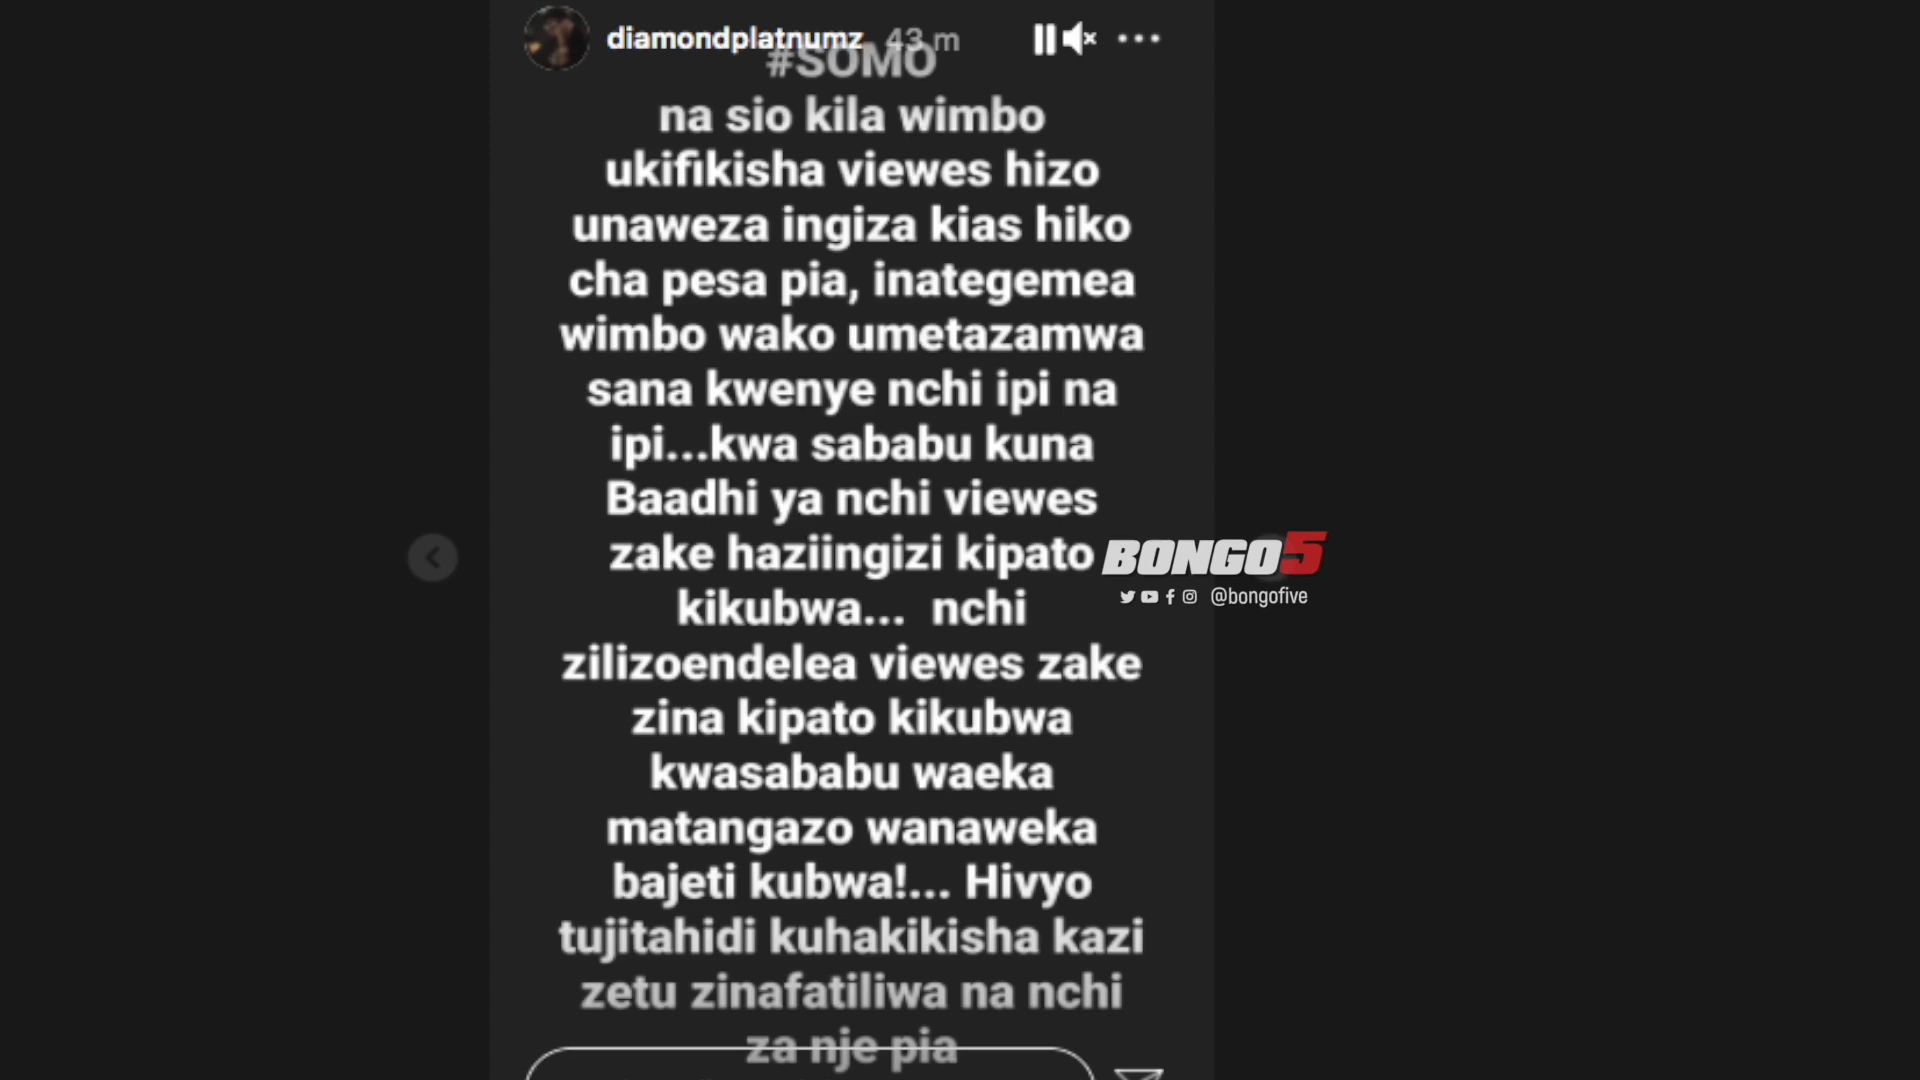 diamondplatnumz 43 m
#SOMO
na sio kila wimbo
ukifikisha viewes hizo
unaweza ingiza kias hiko
cha pesa pia, inategemea
wimbo wako umetazamwa
sana kwenye nchi ipi na
ipi...kwa sababu kuna
Baadhi ya nchi viewes
zake haziingizi kipato
kikubwa... nchi
zilizoendelea viewes zake
zina kipato kikubwa
kwasababu waeka
matangazo wanaweka
bajeti kubwa!... Hivyo
tujitahidi kuhakikisha kazi
zetu zinafatiliwa na nchi
za nje pia
BONGO5
@bongofive